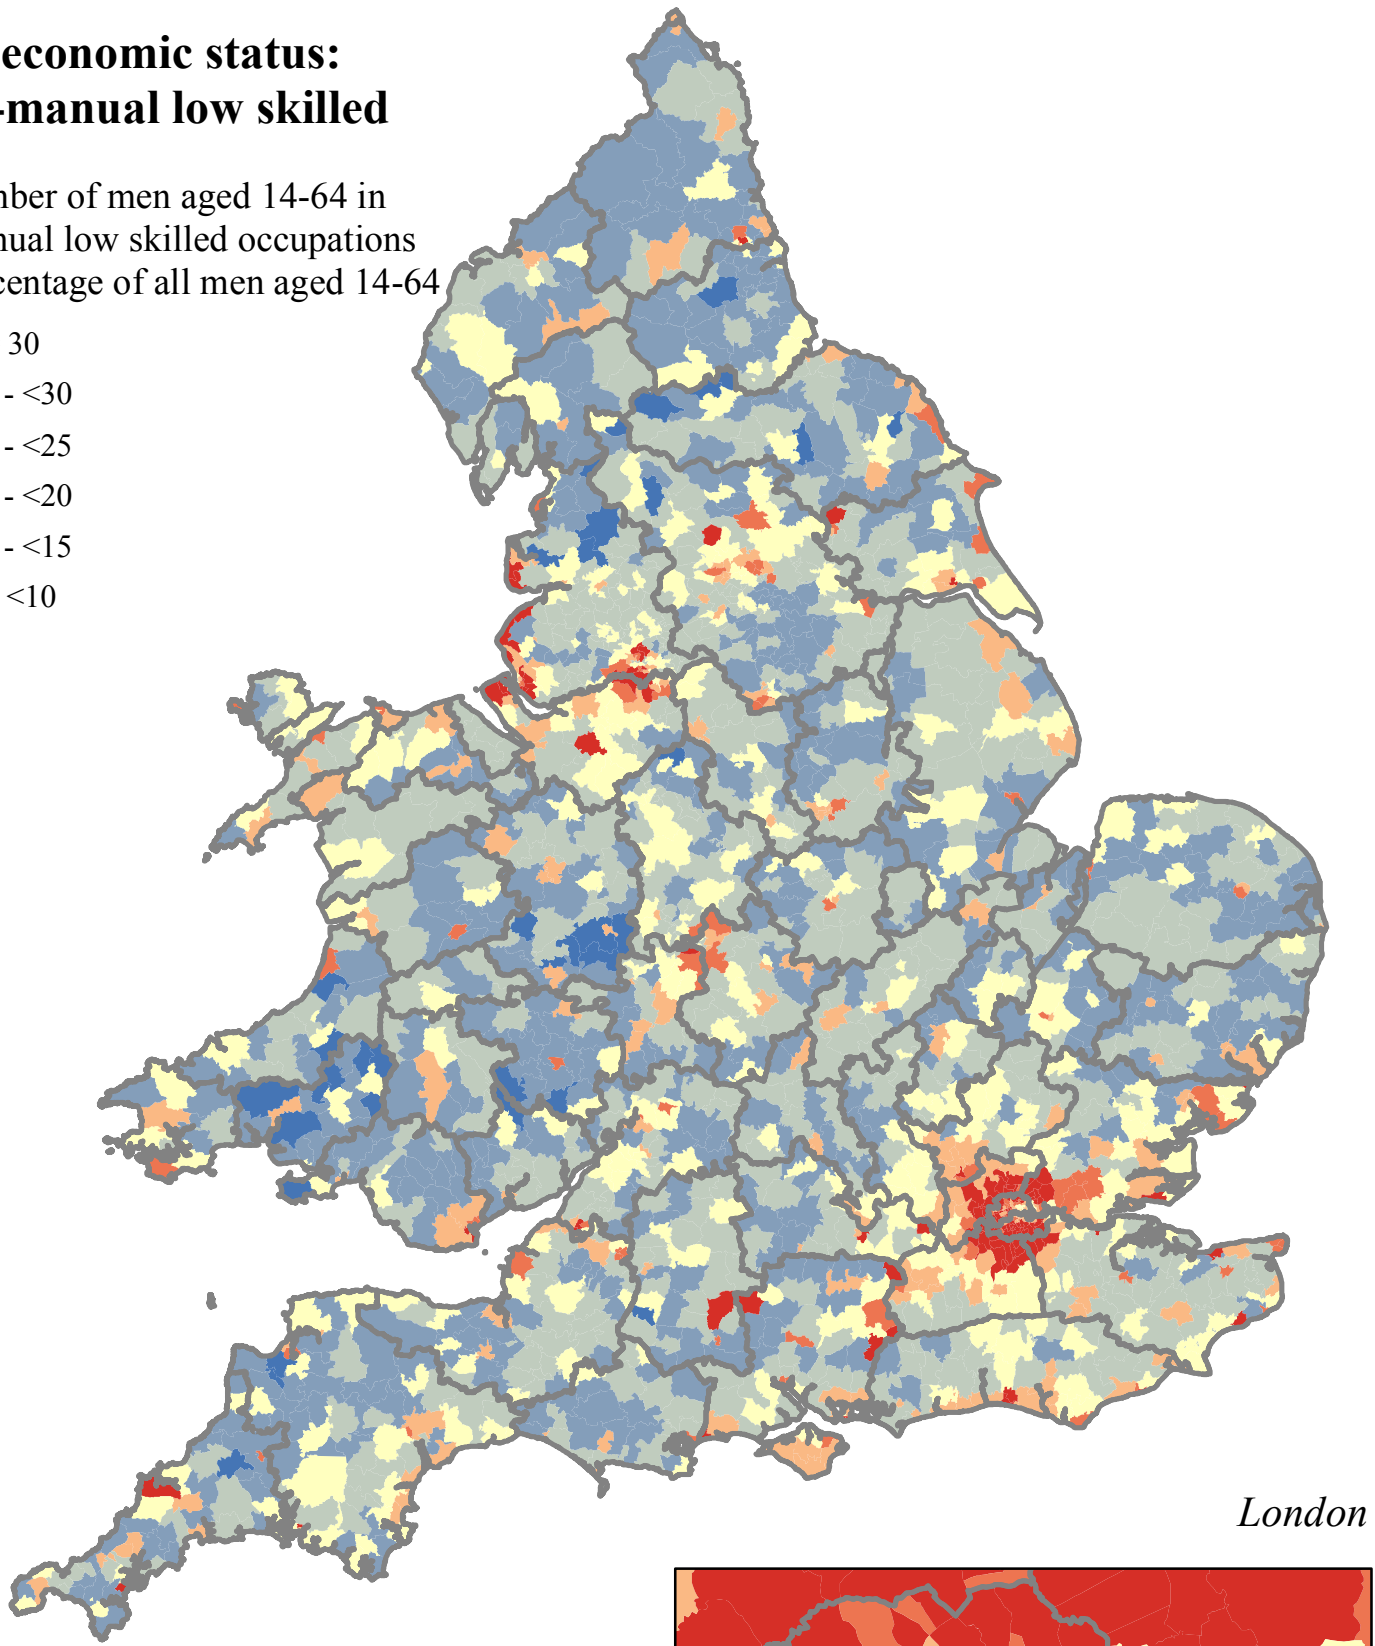 economic status:
-manual low skilled
nber of men aged 14-64 in
nual low skilled occupations
centage of all men aged 14-64
30
- <30
- <25
- <20
- <15
<10
London